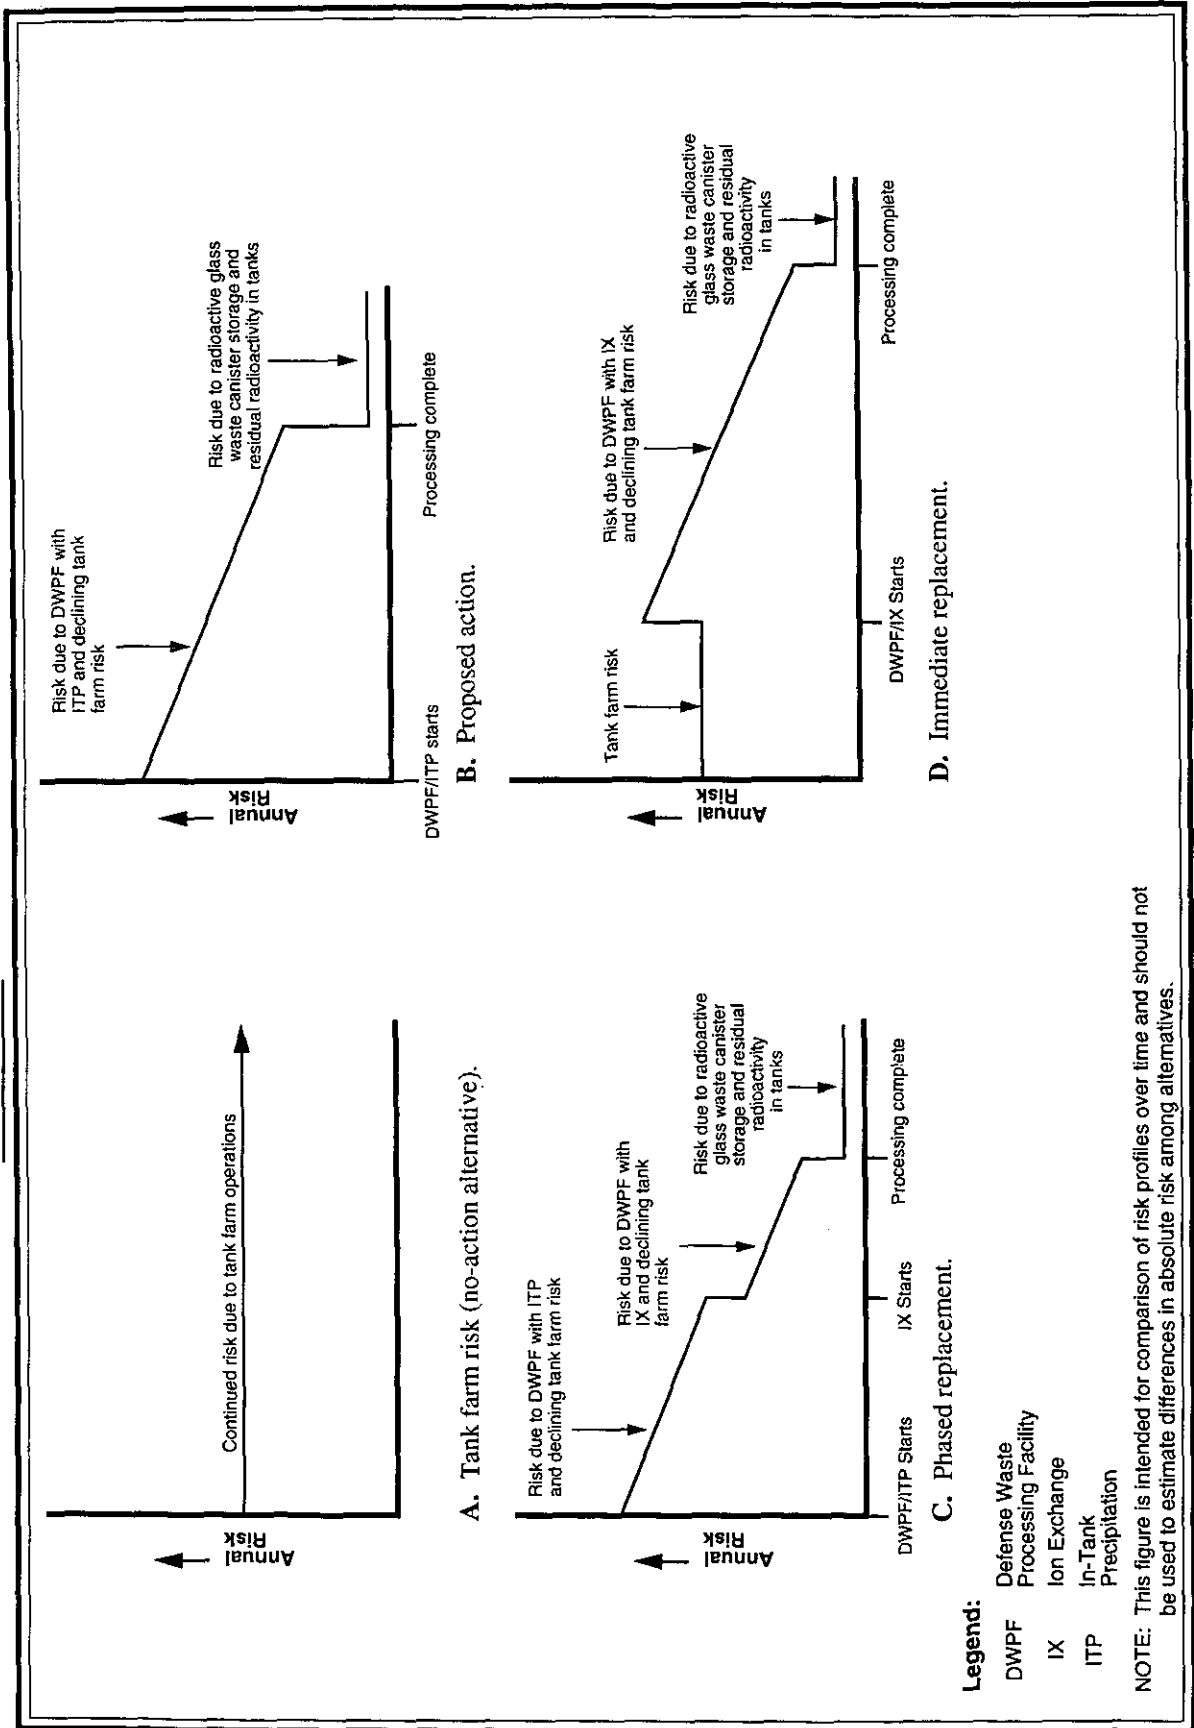 Annual
Risk
Continued risk due to tank farm operations
A. Tank farm risk (no-action alternative).
Annual
Risk
Risk due to DWPF with
ITP and declining tank
farm risk
Risk due to radioactive glass
waste canister storage and
residual radioactivity in tanks
DWPF/ITP starts
Processing complete
B. Proposed action.
Annual
Risk
Risk due to DWPF with ITP
and declining tank farm risk
Risk due to DWPF with
IX and declining tank
farm risk
Risk due to radioactive
glass waste canister
storage and residual
radioactivity
in tanks
DWPF/ITP Starts
IX Starts
Processing complete
C. Phased replacement.
Annual
Risk
Tank farm risk
Risk due to DWPF with IX
and declining tank farm risk
Risk due to radioactive
glass waste canister
storage and residual
radioactivity
in tanks
DWPF/IX Starts
Processing complete
D. Immediate replacement.
Legend:
DWPF Defense Waste
Processing Facility
IX Ion Exchange
ITP In-Tank
Precipitation
NOTE: This figure is intended for comparison of risk profiles over time and should not
be used to estimate differences in absolute risk among alternatives.